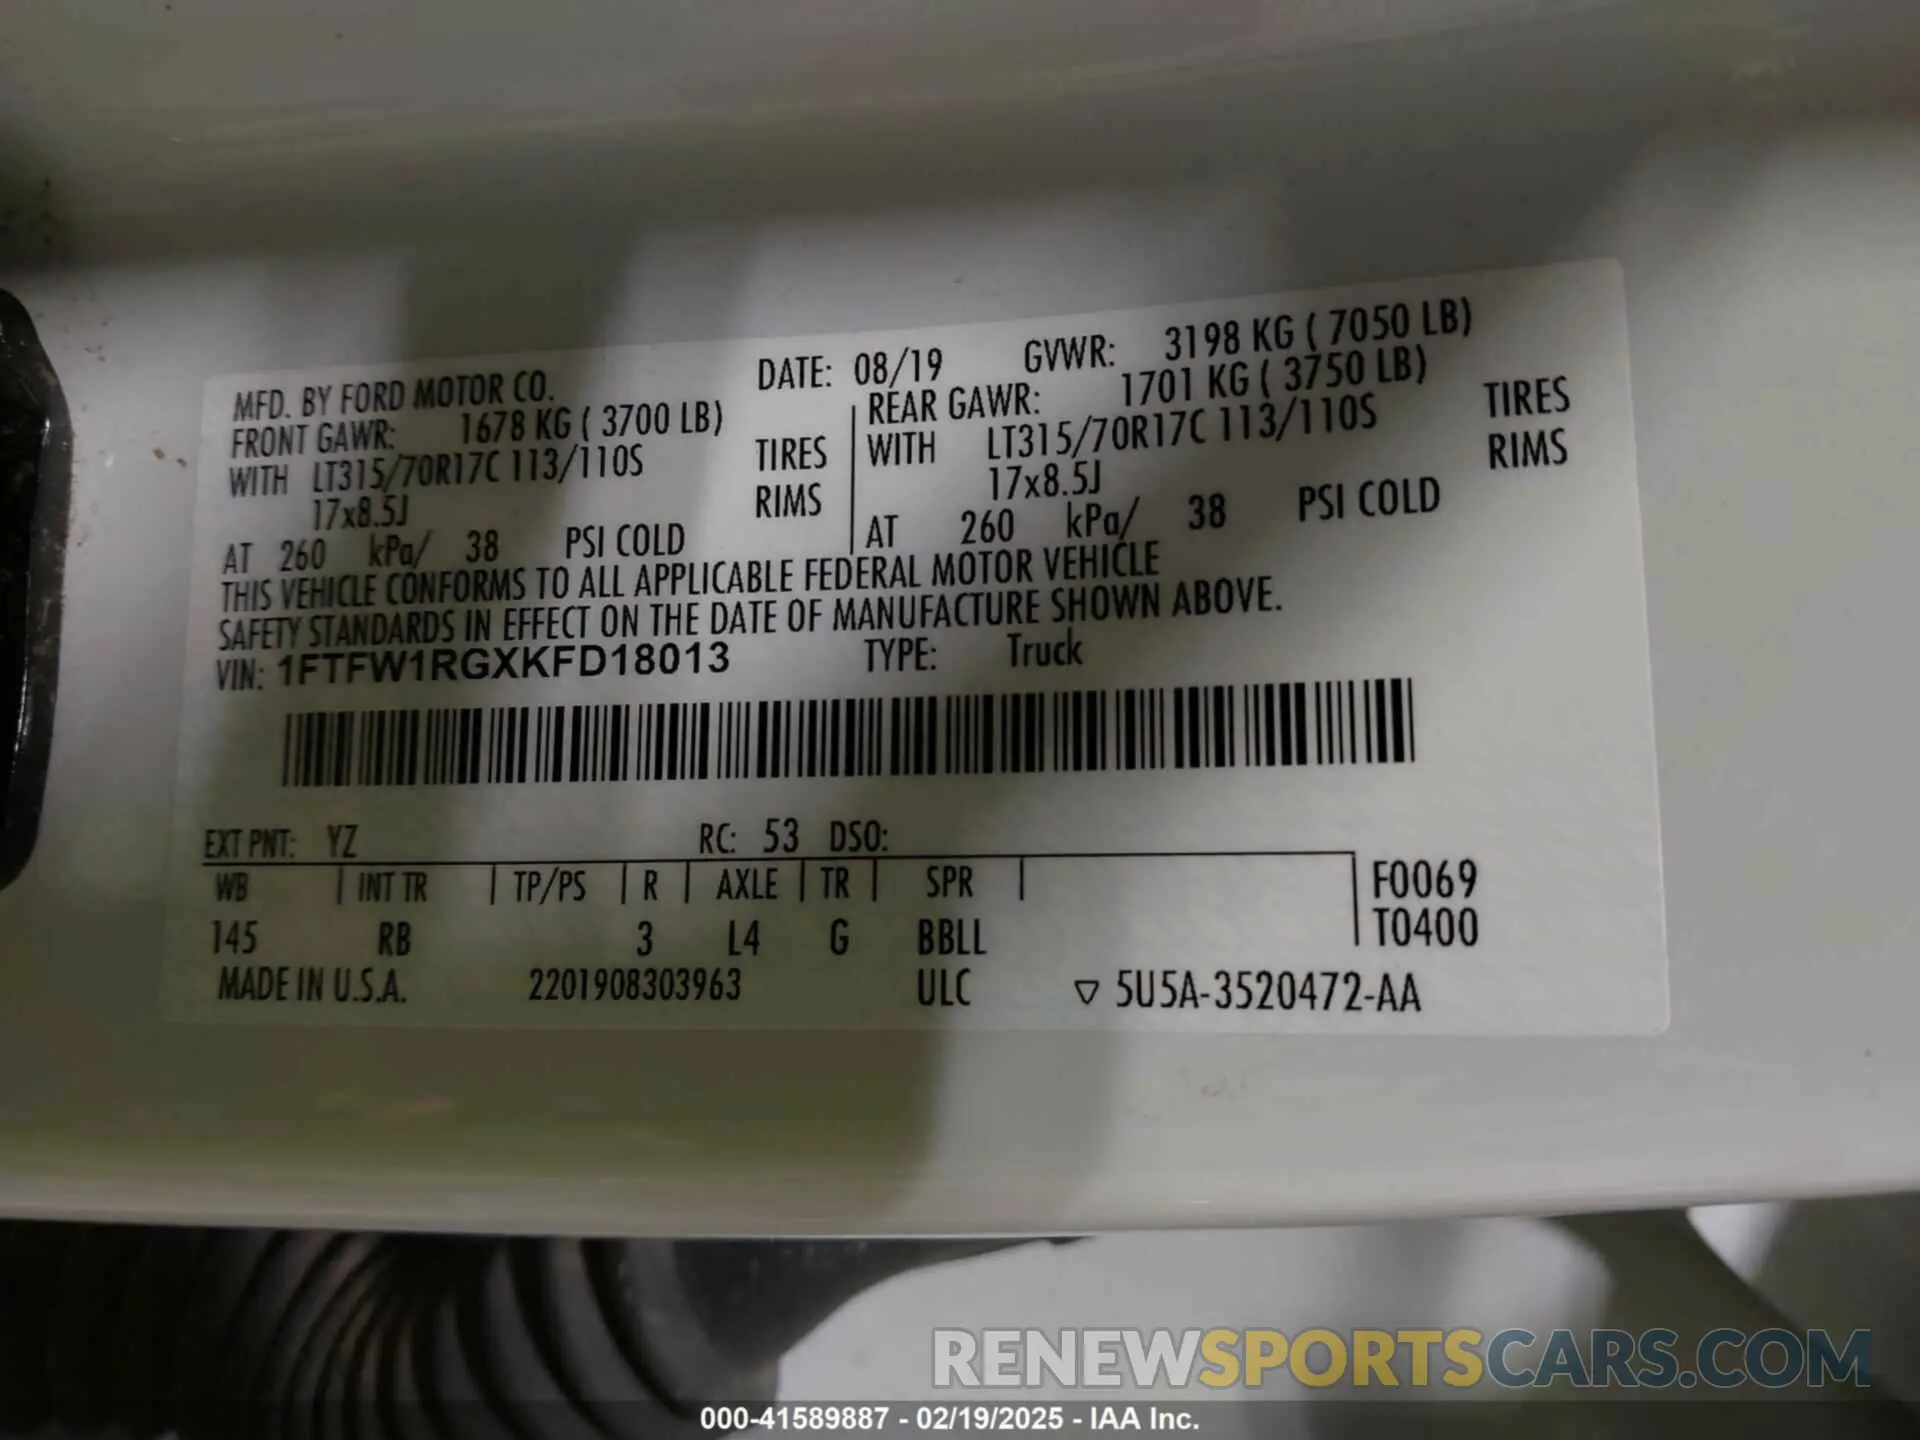 MFD. BY FORD MOTOR CO. DATE: 08/19 GVWR: 3198 KG ( 7050 LB)
FRONT GAWR: 1678 KG ( 3700 LB) REAR GAWR: 1701 KG ( 3750 LB)
WITH LT315/70R17C 113/110S TIRES WITH LT315/70R17C 113/110S TIRES
17x8.5J RIMS 17x8.5J RIMS
AT 260 kPa/ 38 PSI COLD AT 260 kPa/ 38 PSI COLD
THIS VEHICLE CONFORMS TO ALL APPLICABLE FEDERAL MOTOR VEHICLE
SAFETY STANDARDS IN EFFECT ON THE DATE OF MANUFACTURE SHOWN ABOVE.
VIN: 1FTFW1RGXKFD18013 TYPE: Truck
EXT PNT: YZ RC: 53 DSO:
WB INT TR TP/PS R AXLE TR SPR F0069
145 RB 3 L4 G BBLL T0400
MADE IN U.S.A. 2201908303963 ULC ▽ 5U5A-3520472-AA
RENEWSPORTSCARS.COM
000-41589887 - 02/19/2025 - IAA Inc.